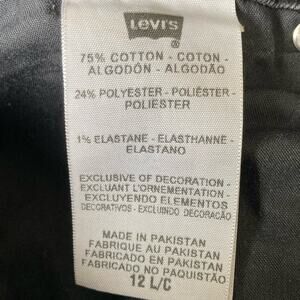 Levi's
75% COTTON - COTON -
ALGODÓN - ALGODÃO
24% POLYESTER - POLIÉSTER -
POLIÉSTER
1% ELASTANE - ELASTHANNE -
ELASTANO
EXCLUSIVE OF DECORATION -
EXCLUANT L'ORNEMENTATION -
EXCLUYENDO ELEMENTOS
DECORATIVOS - EXCLUINDO DECORAÇÃO
MADE IN PAKISTAN
FABRIQUE AU PAKISTAN
FABRICADO EN PAKISTAN
FABRICADO NO PAQUISTÃO
12 L/C